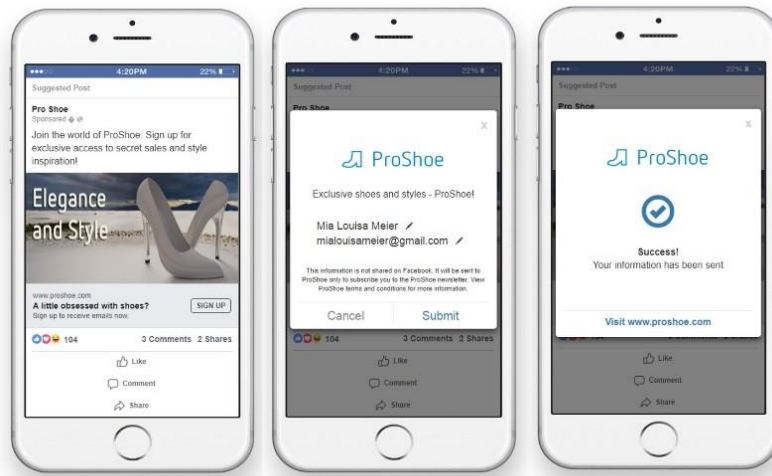 4:20PM
22%
Suggested Post
Pro Shoe
Sponsored
Join the world of ProShoe: Sign up for
exclusive access to secret sales and style
inspiration!
Elegance
and Style
www.proshoe.com
A little obsessed with shoes?
Sign up to receive emails now.
SIGN UP
104
3 Comments 2 Shares
Like
Comment
Share
4:20PM
22%
Suggested Post
Pro Shoe
X
ProShoe
Exclusive shoes and styles - ProShoe!
Mia Louisa Meier
mialouisameier@gmail.com
This information is not shared on Facebook. It will be sent to
ProShoe only to subscribe you to the ProShoe newsletter. View
ProShoe terms and conditions for more information.
Cancel
Submit
104
3 Comments 2 Shares
Like
Comment
Share
4:20PM
22%
Suggested Post
Pro Shoe
X
ProShoe
Success!
Your information has been sent
Visit www.proshoe.com
104
3 Comments 2 Shares
Like
Comment
Share